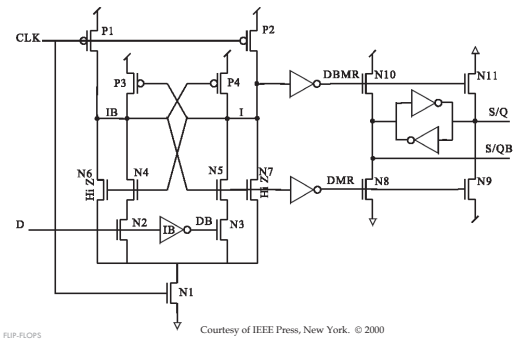 P1
P2
CLK
P3
P4
DBMR
N10
N11
IB
I
S/Q
N6
Hi Z
N4
N5
N7
Hi Z
S/QB
DMR
N8
N9
D
N2
IB
DB
N3
N1
Courtesy of IEEE Press, New York. © 2000
FLIP-FLOPS